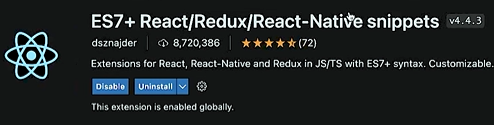 ES7+ React/Redux/React-Native snippets v4.4.3
dsznajder | 8,720,386 | (72)
Extensions for React, React-Native and Redux in JS/TS with ES7+ syntax. Customizable.
Disable Uninstall
This extension is enabled globally.